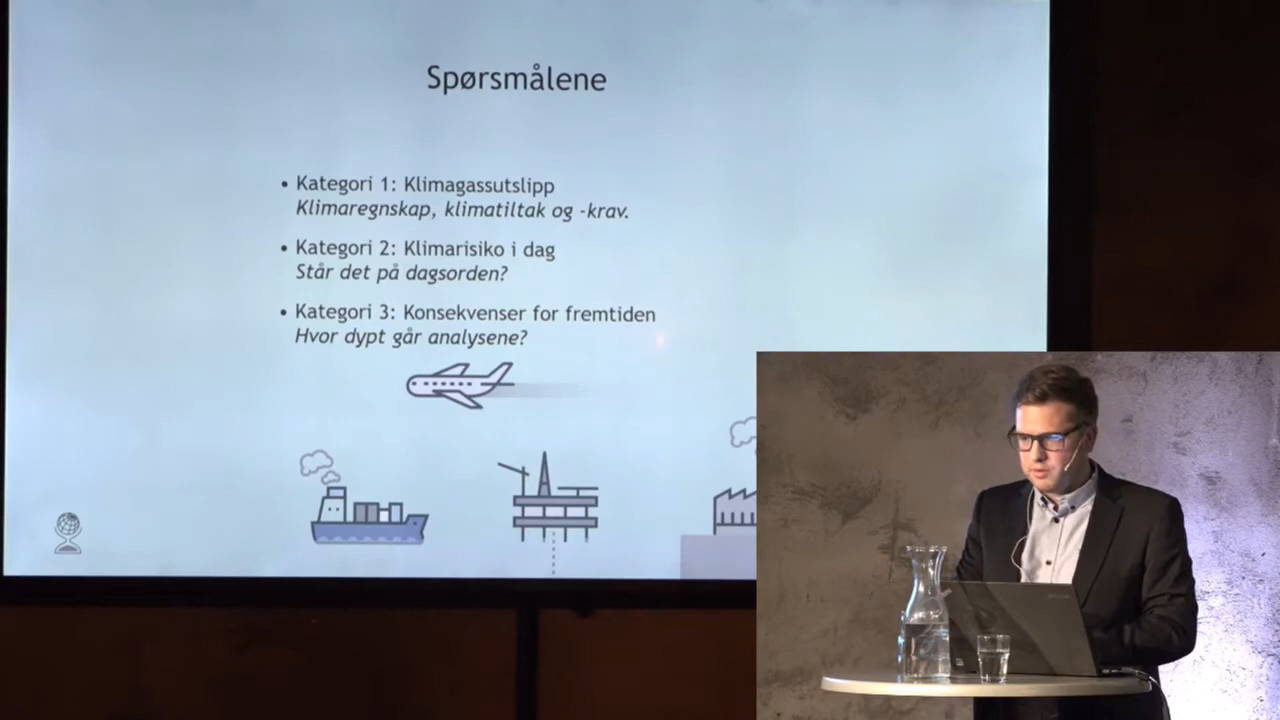 Spørsmålene
• Kategori 1: Klimagassutslipp
Klimaregnskap, klimatiltak og -krav.
• Kategori 2: Klimarisiko i dag
Står det på dagsorden?
• Kategori 3: Konsekvenser for fremtiden
Hvor dypt går analysene?